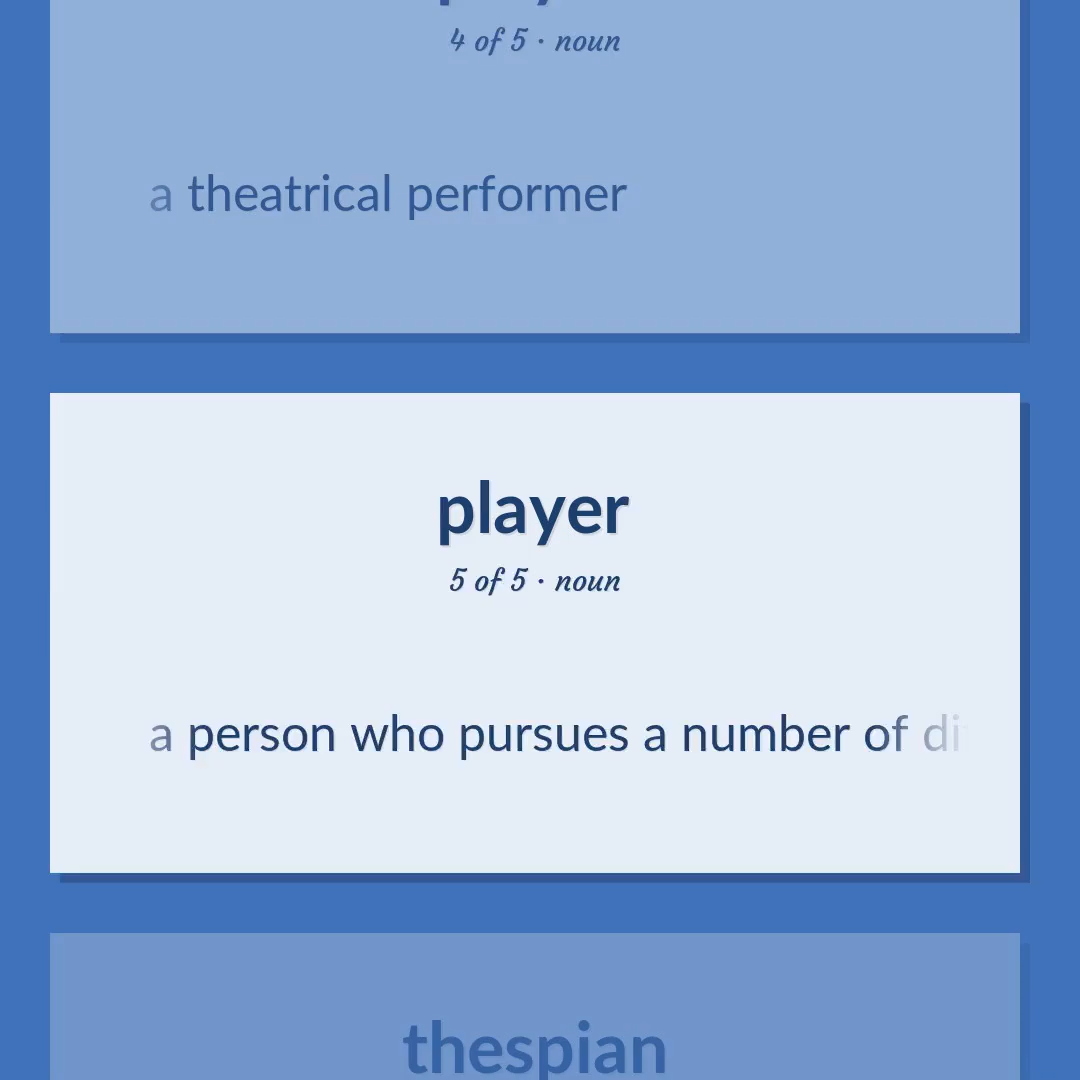 4 of 5 · noun
a theatrical performer
player
5 of 5 · noun
a person who pursues a number of
thespian